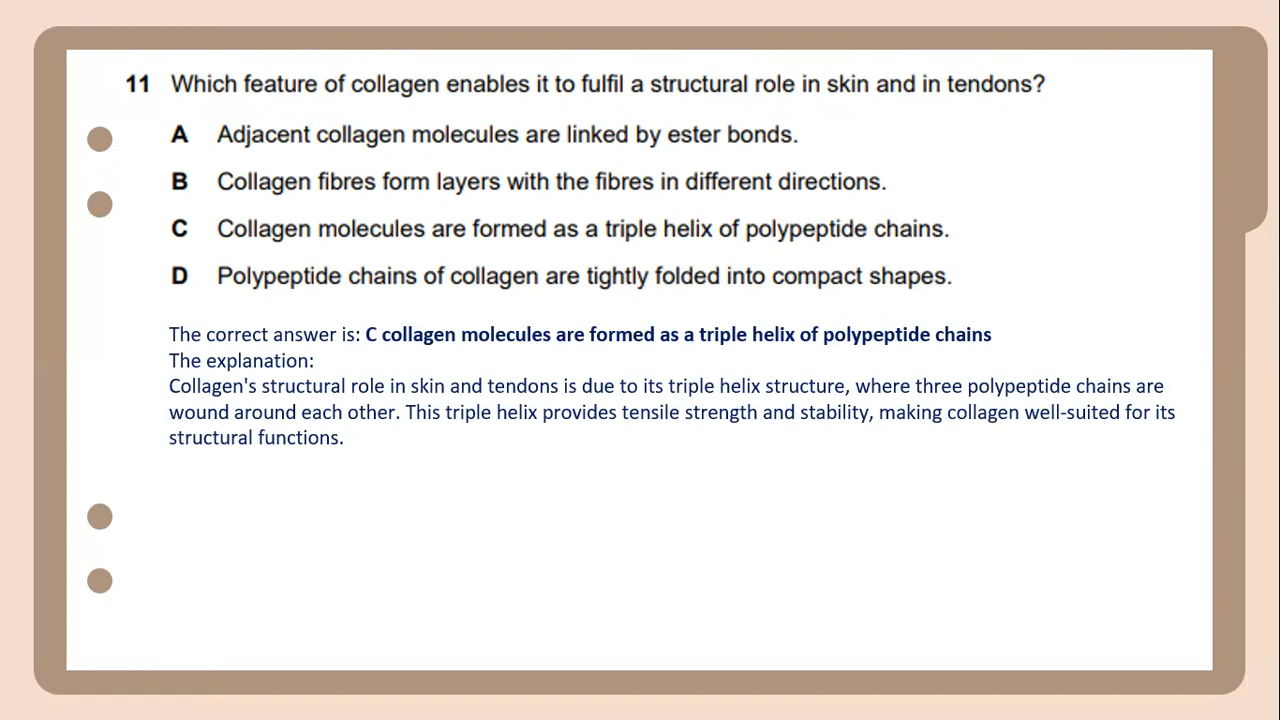 11 Which feature of collagen enables it to fulfil a structural role in skin and in tendons?
A Adjacent collagen molecules are linked by ester bonds.
B Collagen fibres form layers with the fibres in different directions.
C Collagen molecules are formed as a triple helix of polypeptide chains.
D Polypeptide chains of collagen are tightly folded into compact shapes.
The correct answer is: C collagen molecules are formed as a triple helix of polypeptide chains
The explanation:
Collagen's structural role in skin and tendons is due to its triple helix structure, where three polypeptide chains are
wound around each other. This triple helix provides tensile strength and stability, making collagen well-suited for its
structural functions.